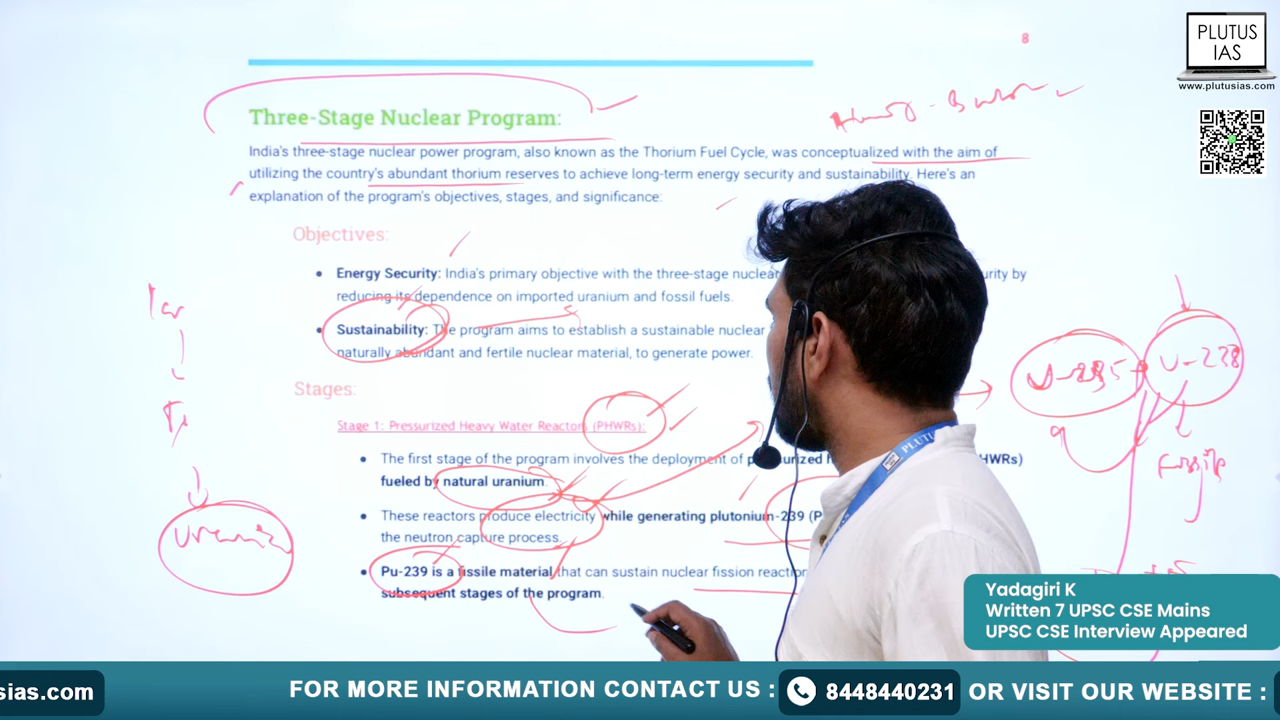 8
PLUTUS
IAS
www.plutusias.com
Three-Stage Nuclear Program:
India's three-stage nuclear power program, also known as the Thorium Fuel Cycle, was conceptualized with the aim of
utilizing the country's abundant thorium reserves to achieve long-term energy security and sustainability. Here's an
explanation of the program's objectives, stages, and significance:
Objectives:
• Energy Security: India's primary objective with the three-stage nuclear urity by
reducing its dependence on imported uranium and fossil fuels.
• Sustainability: The program aims to establish a sustainable nuclear
naturally abundant and fertile nuclear material, to generate power.
U-235 U-238
Stages:
Stage 1: Pressurized Heavy Water Reactors (PHWRs):
• The first stage of the program involves the deployment of pressurized h HWRs)
fueled by natural uranium.
• These reactors produce electricity while generating plutonium-239 (P
the neutron capture process.
Uranium
• Pu-239 is a fissile material that can sustain nuclear fission reactio
subsequent stages of the program.
Yadagiri K
Written 7 UPSC CSE Mains
UPSC CSE Interview Appeared
PLUTU
sias.com
FOR MORE INFORMATION CONTACT US : 8448440231 OR VISIT OUR WEBSITE :